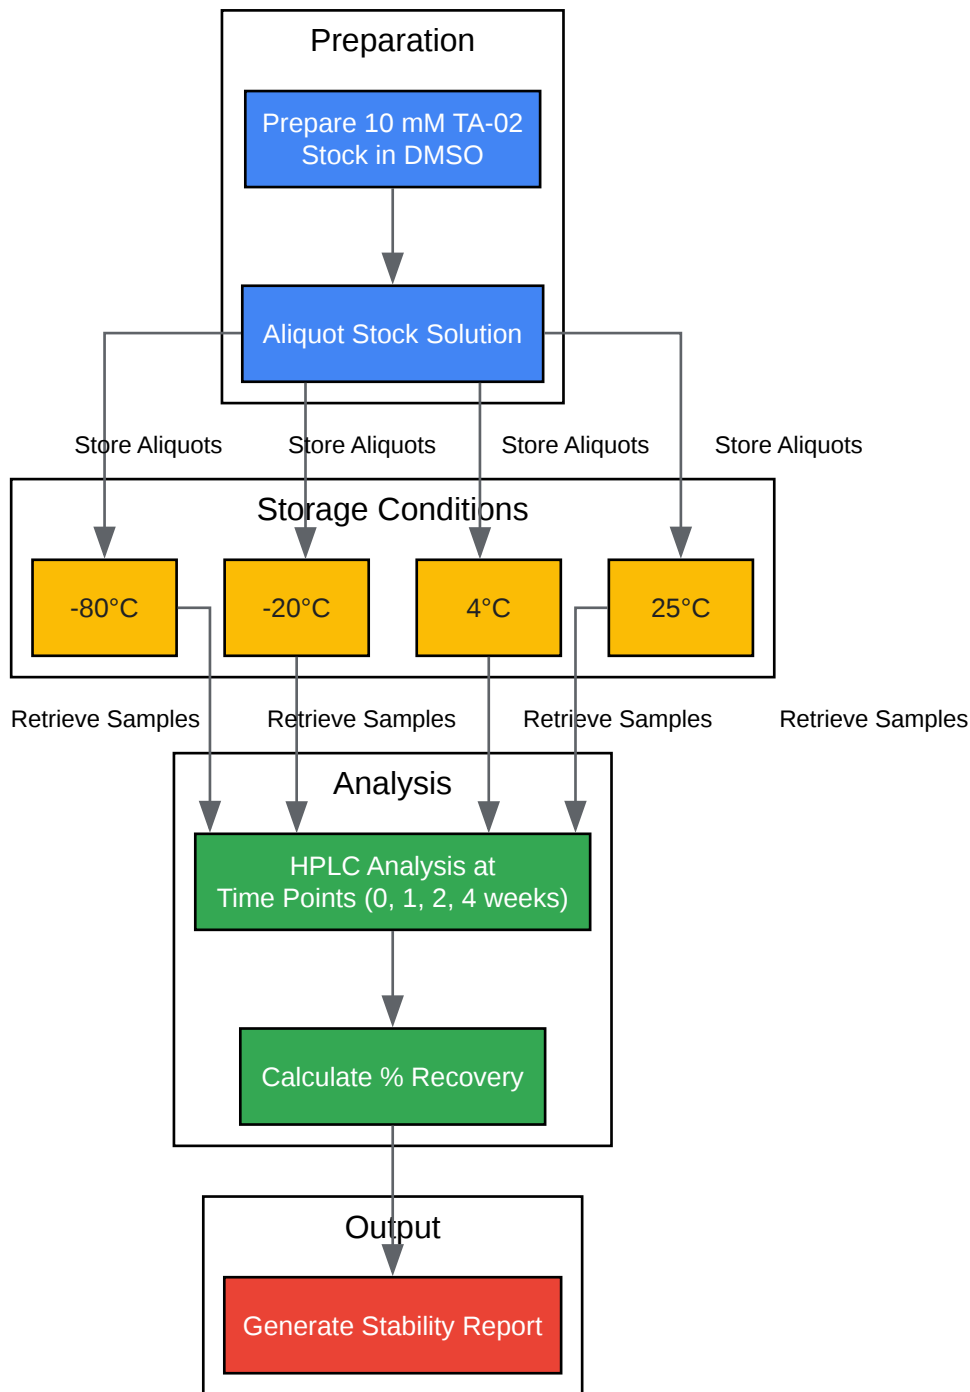 Preparation
Prepare 10 mM TA-02
Stock in DMSO
Aliquot Stock Solution
Store Aliquots
Store Aliquots
Store Aliquots
Store Aliquots
Storage Conditions
-80°C
-20°C
4°C
25°C
Retrieve Samples
Retrieve Samples
Retrieve Samples
Retrieve Samples
Analysis
HPLC Analysis at
Time Points (0, 1, 2, 4 weeks)
Calculate % Recovery
Output
Generate Stability Report